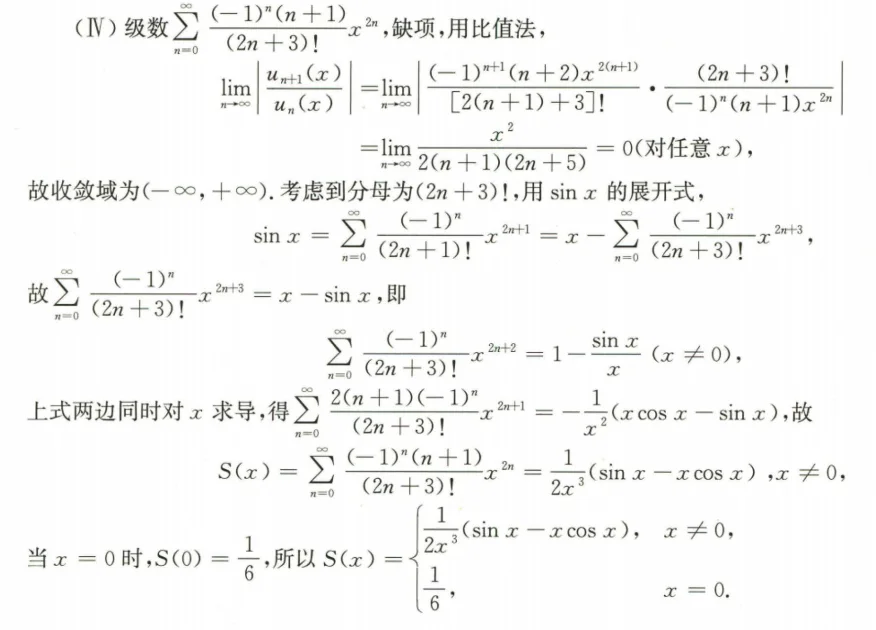 (Ⅳ) 级数$\sum_{n=0}^{\infty}\frac{(-1)^n(n+1)}{(2n+3)!}x^{2n}$,缺项,用比值法,
$\lim_{n\to\infty}\left|\frac{u_{n+1}(x)}{u_n(x)}\right|=\lim_{n\to\infty}\left|\frac{(-1)^{n+1}(n+2)x^{2(n+1)}}{[2(n+1)+3]!}\cdot\frac{(2n+3)!}{(-1)^n(n+1)x^{2n}}\right|$
$=\lim_{n\to\infty}\frac{x^2}{2(n+1)(2n+5)}=0$(对任意 $x$),
故收敛域为$(-\infty,+\infty)$.考虑到分母为$(2n+3)!$,用 $\sin x$ 的展开式,
$\sin x=\sum_{n=0}^{\infty}\frac{(-1)^n}{(2n+1)!}x^{2n+1}=x-\sum_{n=0}^{\infty}\frac{(-1)^n}{(2n+3)!}x^{2n+3}$,
故$\sum_{n=0}^{\infty}\frac{(-1)^n}{(2n+3)!}x^{2n+3}=x-\sin x$,即
$\sum_{n=0}^{\infty}\frac{(-1)^n}{(2n+3)!}x^{2n+2}=1-\frac{\sin x}{x}\ (x\neq 0)$,
上式两边同时对 $x$ 求导,得$\sum_{n=0}^{\infty}\frac{2(n+1)(-1)^n}{(2n+3)!}x^{2n+1}=-\frac{1}{x^2}(x\cos x-\sin x)$,故
$S(x)=\sum_{n=0}^{\infty}\frac{(-1)^n(n+1)}{(2n+3)!}x^{2n}=\frac{1}{2x^3}(\sin x-x\cos x),x\neq 0$,
当 $x=0$ 时,$S(0)=\frac{1}{6}$,所以 $S(x)=\begin{cases}\frac{1}{2x^3}(\sin x-x\cos x), & x\neq 0,\\ \frac{1}{6}, & x=0.\end{cases}$